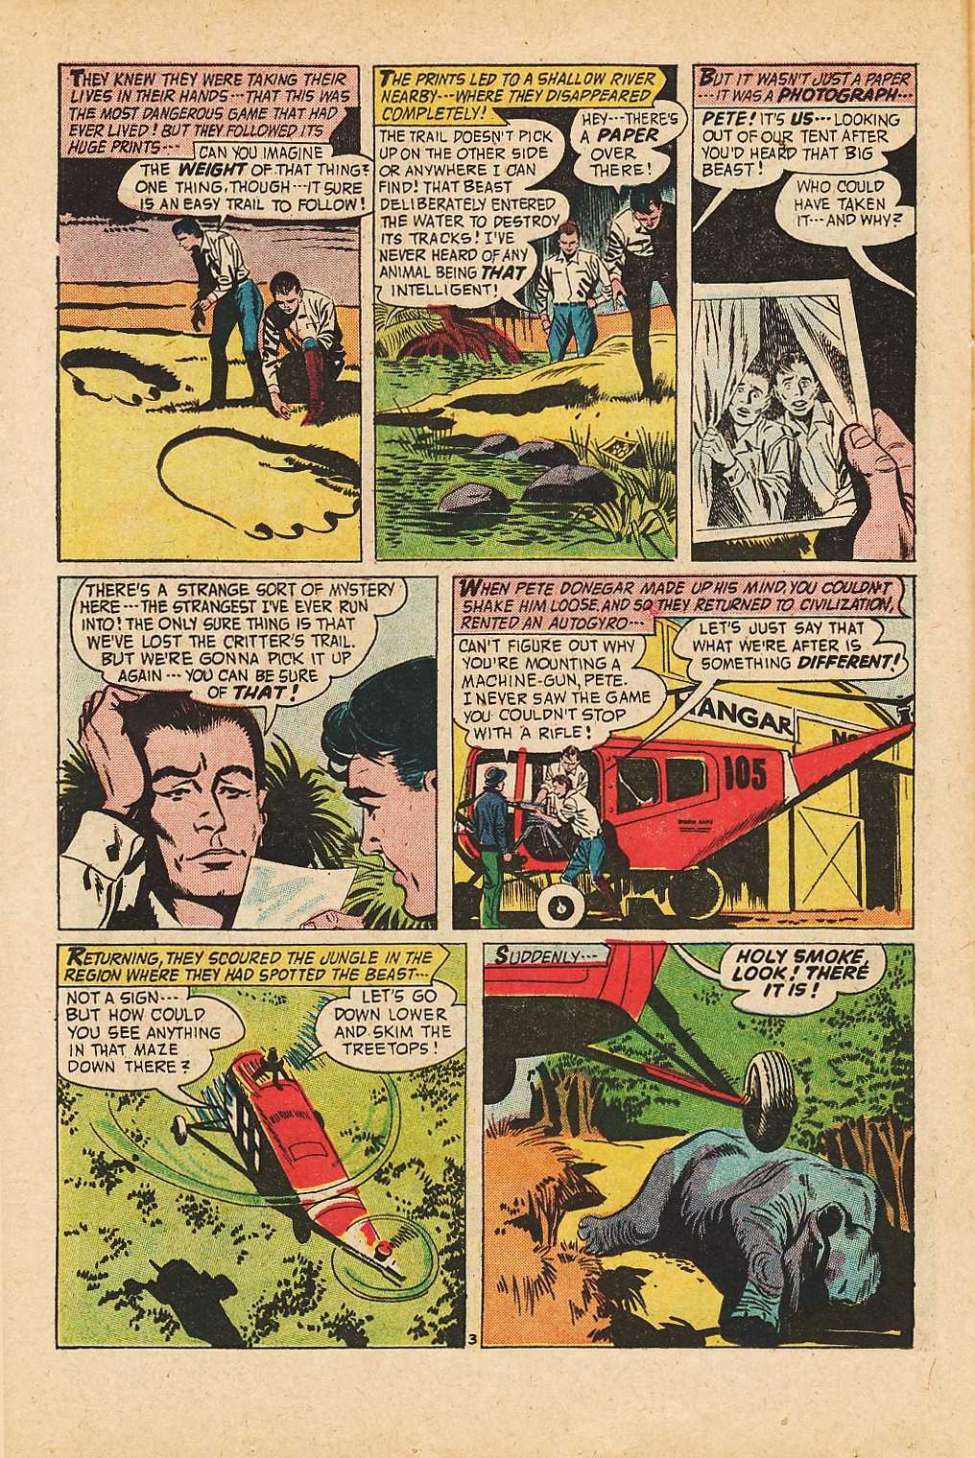 THEY KNEW THEY WERE TAKING THEIR
LIVES IN THEIR HANDS---THAT THIS WAS
THE MOST DANGEROUS GAME THAT HAD
EVER LIVED! BUT THEY FOLLOWED ITS
HUGE PRINTS---
CAN YOU IMAGINE
THE WEIGHT OF THAT THING?
ONE THING, THOUGH---IT SURE
IS AN EASY TRAIL TO FOLLOW!
THE PRINTS LED TO A SHALLOW RIVER
NEARBY---WHERE THEY DISAPPEARED
COMPLETELY!
THE TRAIL DOESN'T PICK
UP ON THE OTHER SIDE
OR ANYWHERE I CAN
FIND! THAT BEAST
DELIBERATELY ENTERED
THE WATER TO DESTROY
ITS TRACKS! I'VE
NEVER HEARD OF ANY
ANIMAL BEING THAT
INTELLIGENT!
HEY---THERE'S
A PAPER
OVER
THERE!
BUT IT WASN'T JUST A PAPER
---IT WAS A PHOTOGRAPH---
PETE! IT'S US---LOOKING
OUT OF OUR TENT AFTER
YOU'D HEARD THAT BIG
BEAST!
WHO COULD
HAVE TAKEN
IT---AND WHY?
THERE'S A STRANGE SORT OF MYSTERY
HERE---THE STRANGEST I'VE EVER RUN
INTO! THE ONLY SURE THING IS THAT
WE'VE LOST THE CRITTER'S TRAIL.
BUT WE'RE GONNA PICK IT UP
AGAIN---YOU CAN BE SURE
OF THAT!
WHEN PETE DONEGAR MADE UP HIS MIND, YOU COULDN'T
SHAKE HIM LOOSE. AND SO THEY RETURNED TO CIVILIZATION,
RENTED AN AUTOGYRO---
CAN'T FIGURE OUT WHY
YOU'RE MOUNTING A
MACHINE-GUN, PETE.
I NEVER SAW THE GAME
YOU COULDN'T STOP
WITH A RIFLE!
LET'S JUST SAY THAT
WHAT WE'RE AFTER IS
SOMETHING DIFFERENT!
HANGAR
No
105
RETURNING, THEY SCOURED THE JUNGLE IN THE
REGION WHERE THEY HAD SPOTTED THE BEAST---
NOT A SIGN---
BUT HOW COULD
YOU SEE ANYTHING
IN THAT MAZE
DOWN THERE?
LET'S GO
DOWN LOWER
AND SKIM THE
TREETOPS!
3
SUDDENLY---
HOLY SMOKE,
LOOK! THERE
IT IS!